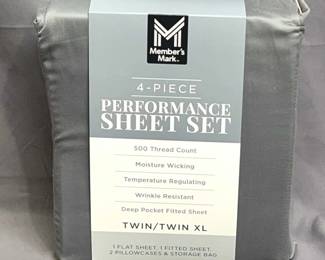 Member's
Mark™
4-PIECE
PERFORMANCE
SHEET SET
500 Thread Count
Moisture Wicking
Temperature Regulating
Wrinkle Resistant
Deep Pocket Fitted Sheet
TWIN/TWIN XL
1 FLAT SHEET, 1 FITTED SHEET,
2 PILLOWCASES & STORAGE BAG